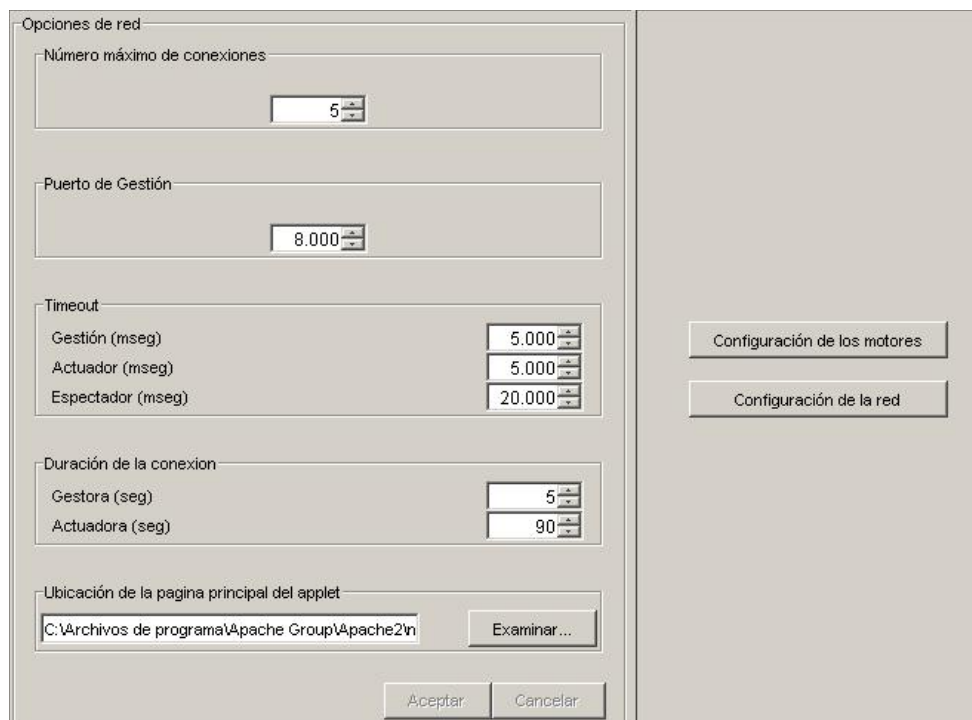 Opciones de red
Número máximo de conexiones
5
Puerto de Gestión
8.000
Timeout
Gestión (mseg) 5.000
Actuador (mseg) 5.000
Espectador (mseg) 20.000
Duración de la conexion
Gestora (seg) 5
Actuadora (seg) 90
Ubicación de la pagina principal del applet
C:\Archivos de programa\Apache Group\Apache2\n Examinar...
Aceptar Cancelar
Configuración de los motores
Configuración de la red